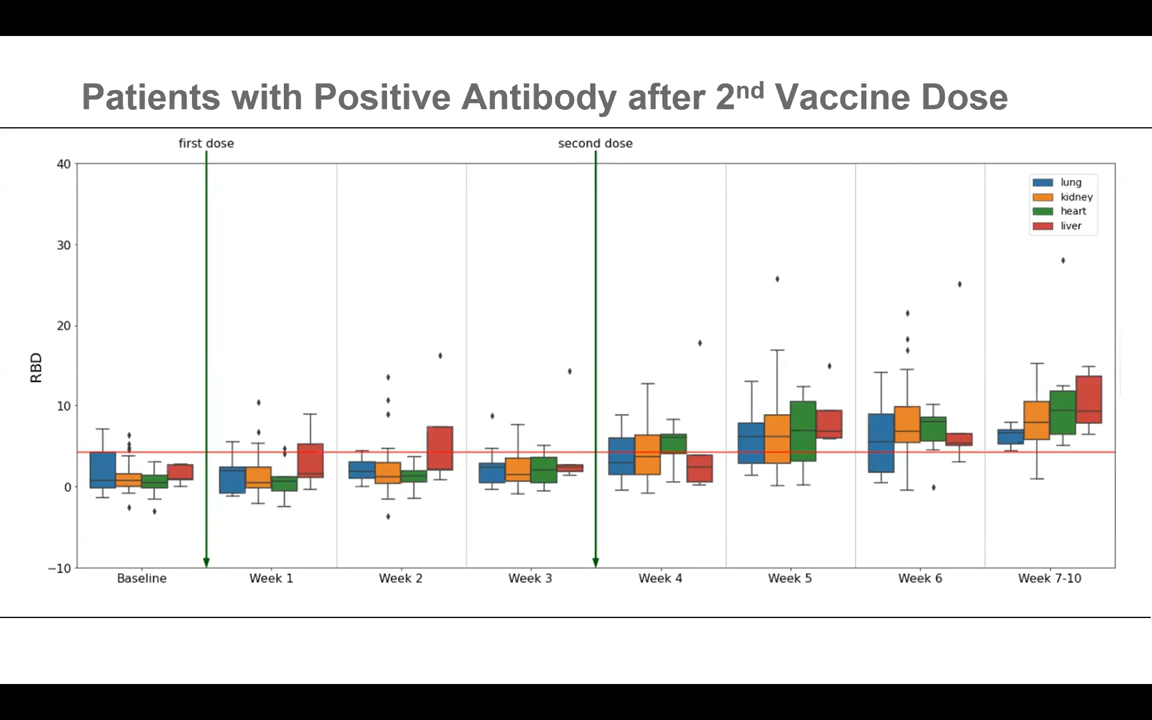 Patients with Positive Antibody after 2nd Vaccine Dose
first dose
second dose
40
30
20
10
0
−10
RBD
lung
kidney
heart
liver
Baseline
Week 1
Week 2
Week 3
Week 4
Week 5
Week 6
Week 7-10